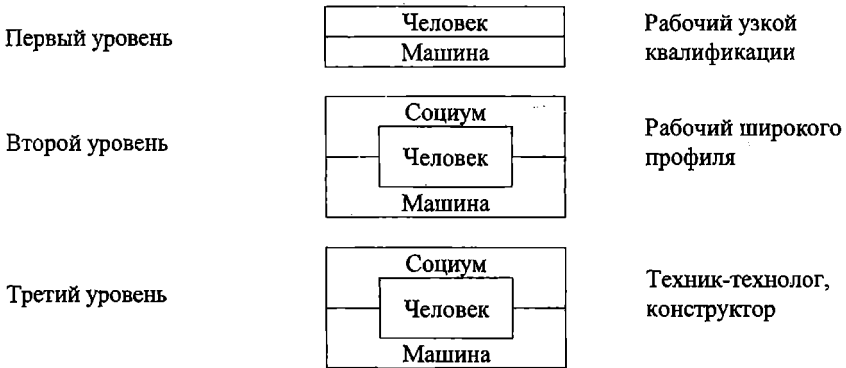 Первый уровень
Человек
Машина
Рабочий узкой
квалификации
Второй уровень
Социум
Человек
Машина
Рабочий широкого
профиля
Третий уровень
Социум
Человек
Машина
Техник-технолог,
конструктор